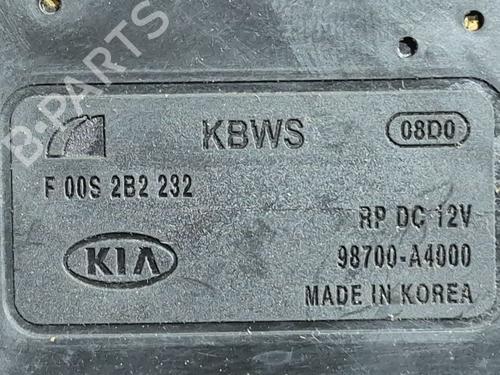 B-PARTS
KBWS
08D0
F 00S 2B2 232
RP DC 12V
KIA
98700-A4000
MADE IN KOREA